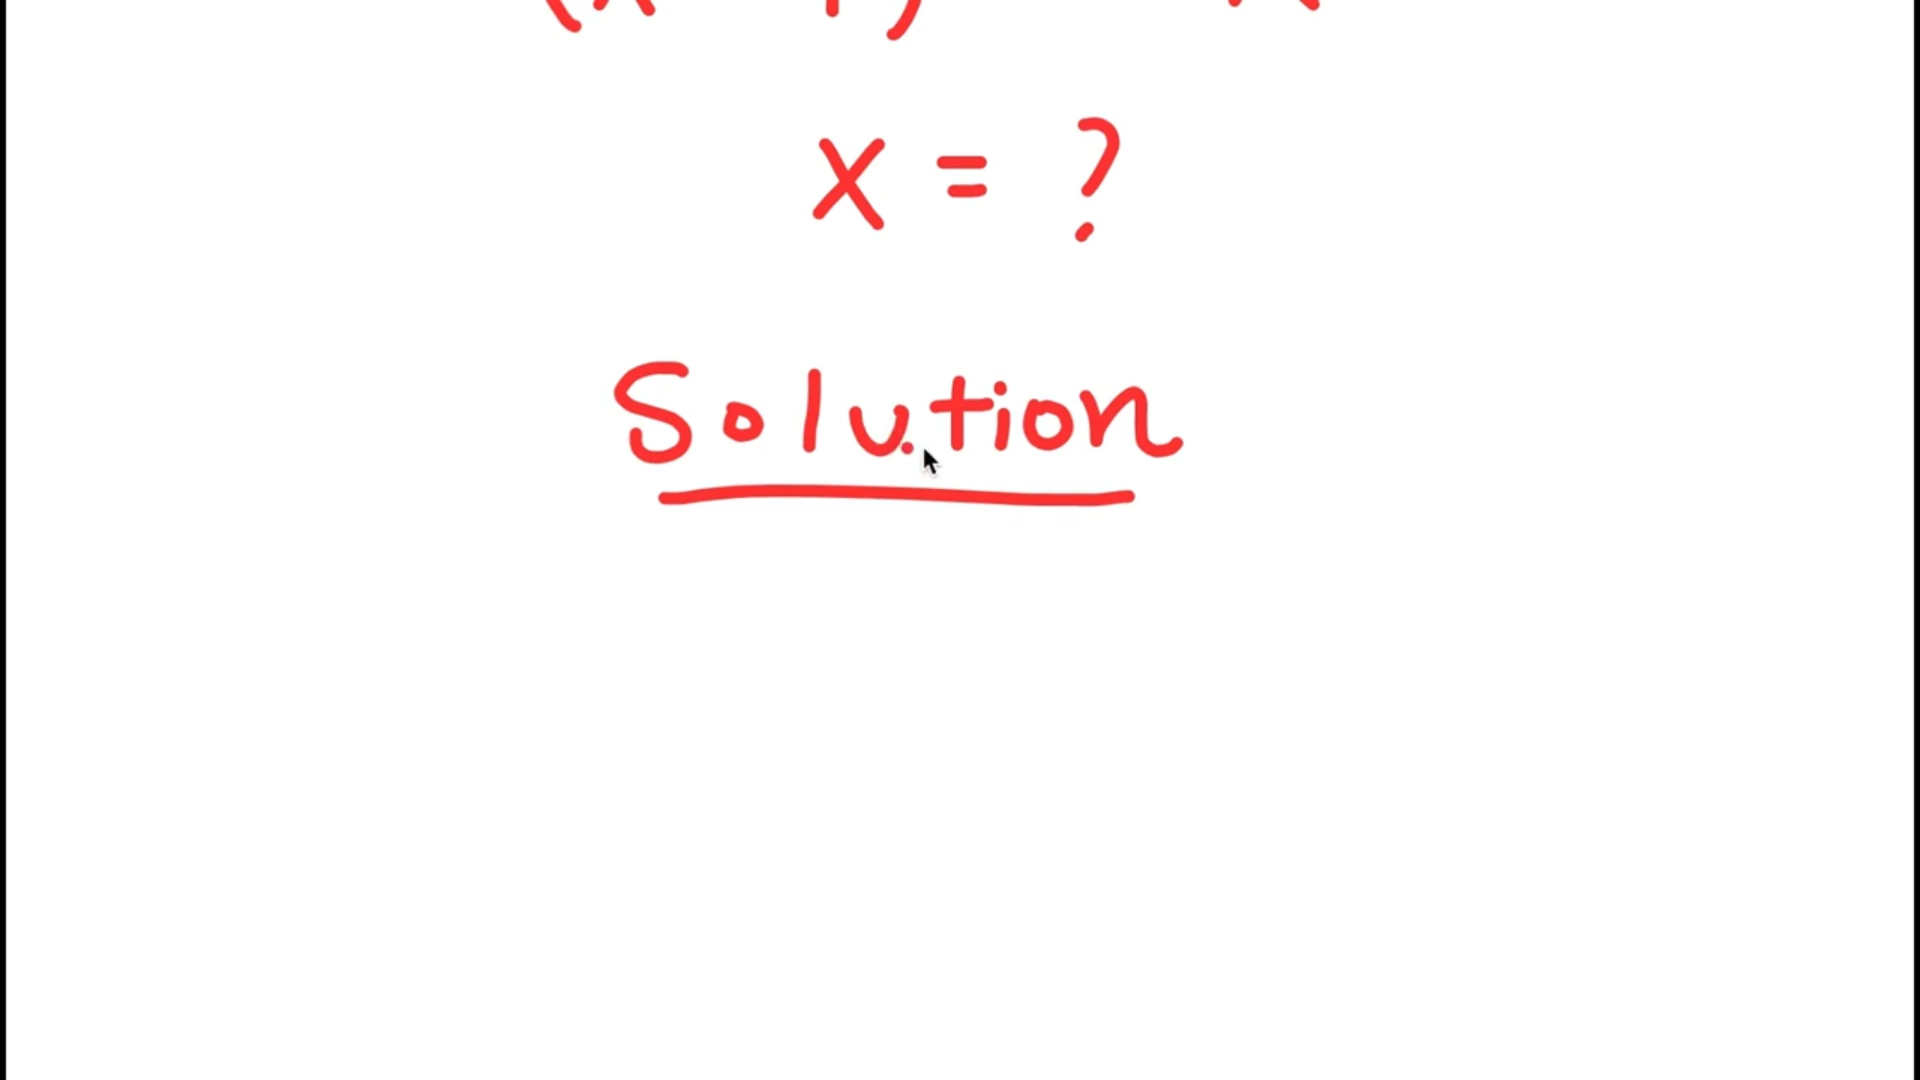 x = ?
Solution